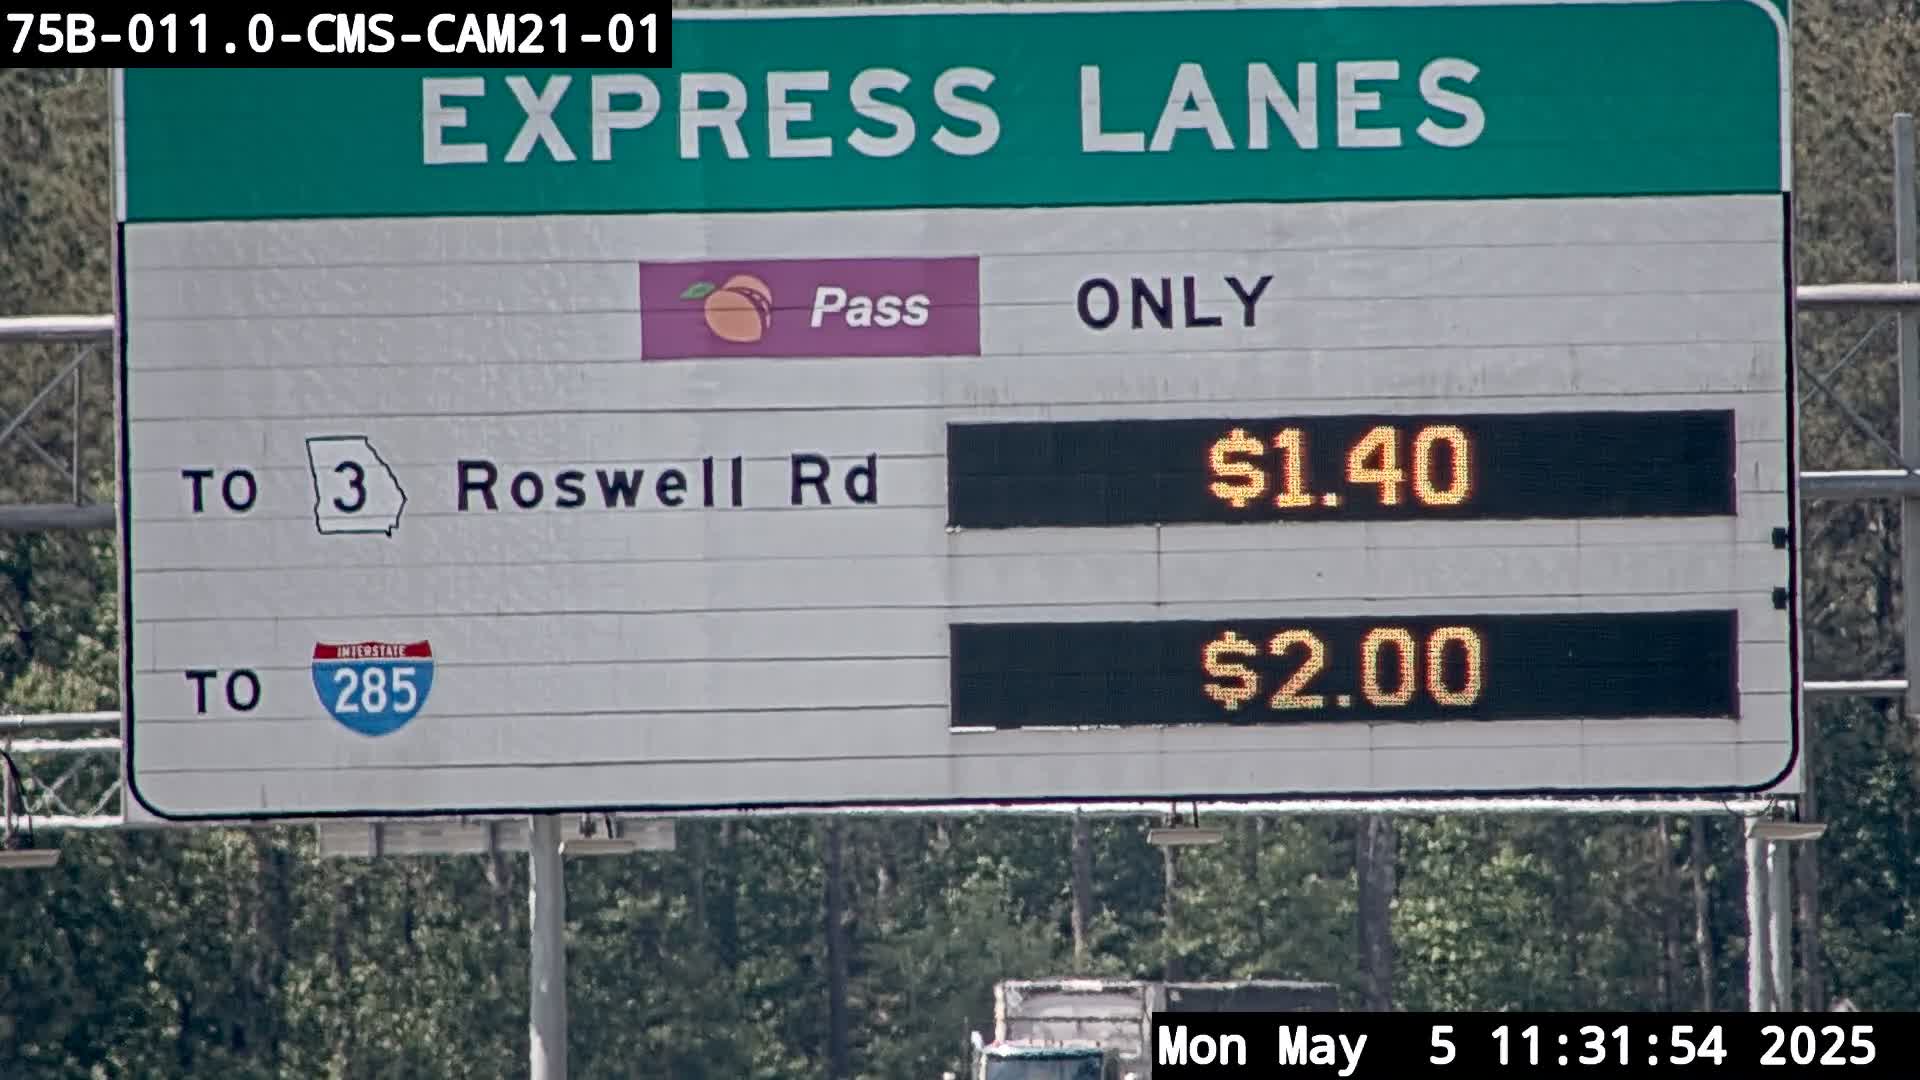 75B-011.0-CMS-CAM21-01
EXPRESS LANES
Pass ONLY
TO 3 Roswell Rd $1.40
TO INTERSTATE 285 $2.00
Mon May 5 11:31:54 2025